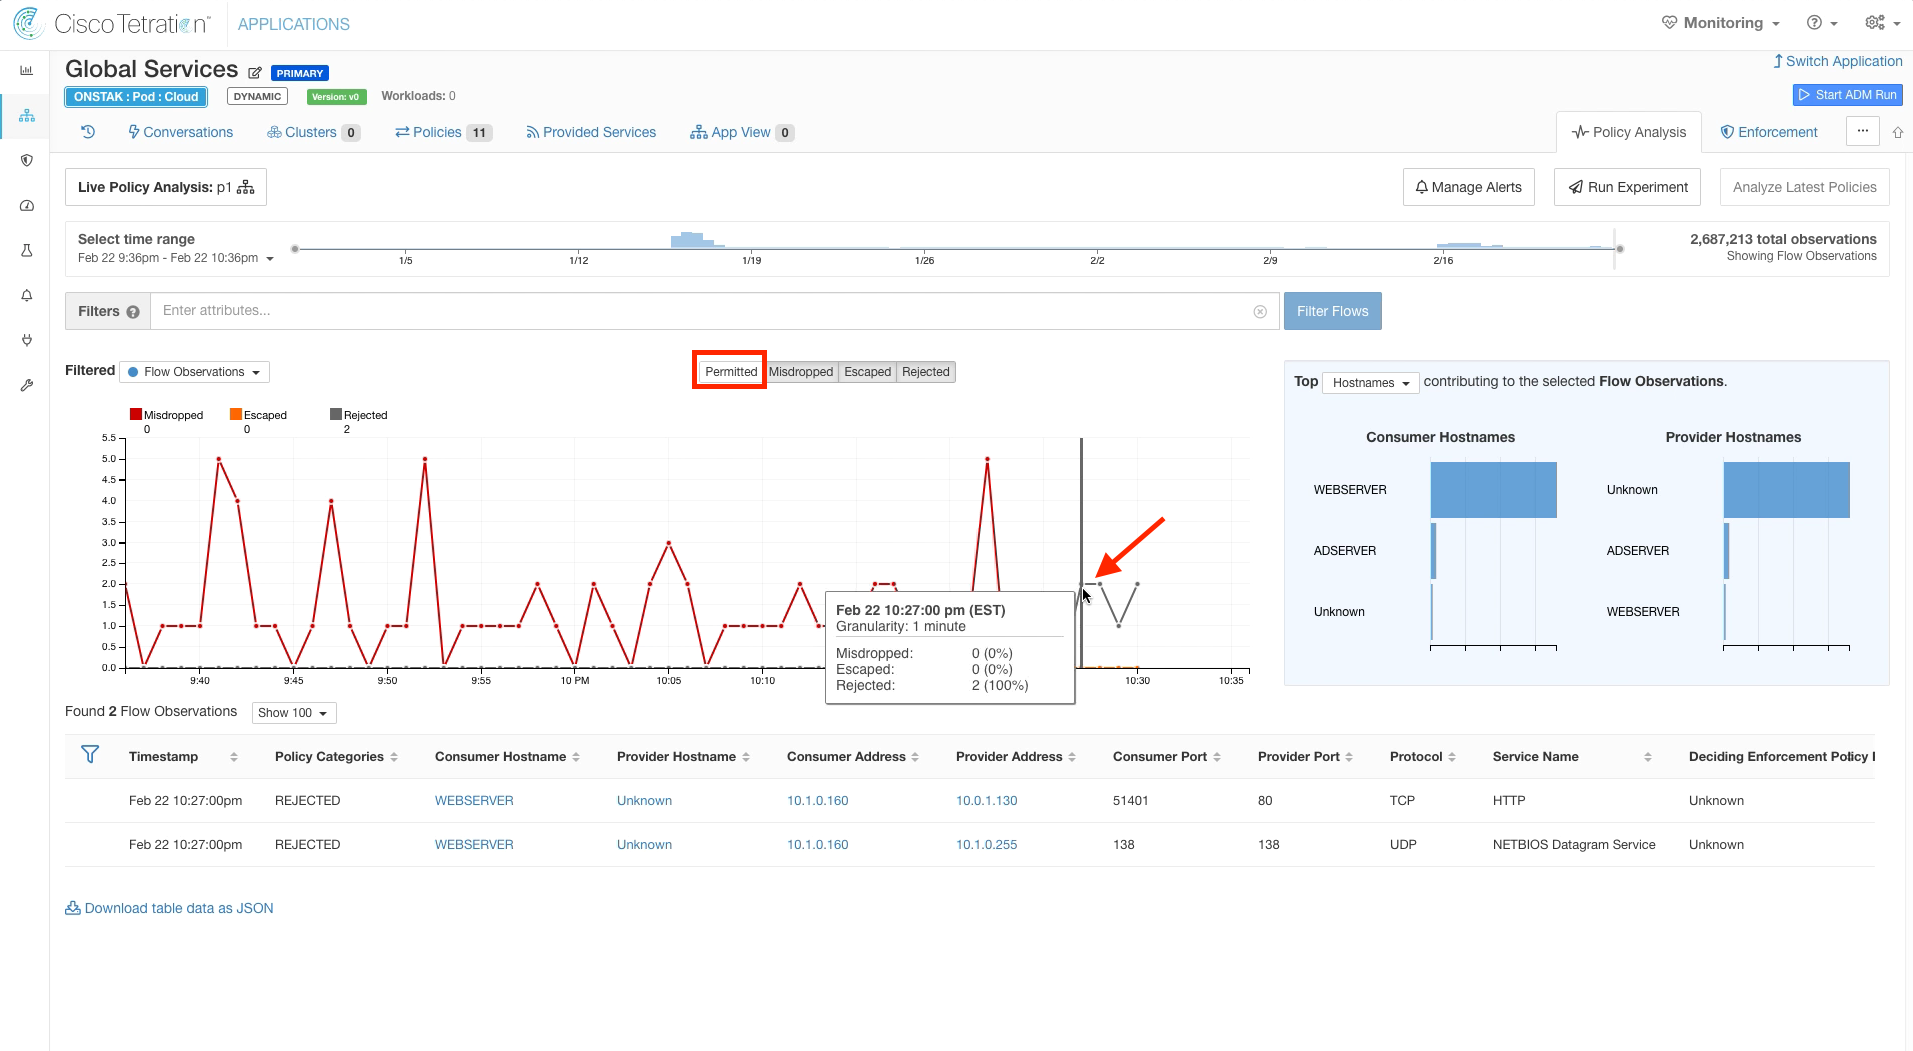 Cisco Tetration™ APPLICATIONS Monitoring
Global Services PRIMARY
Switch Application
ONSTAK : Pod : Cloud DYNAMIC Version: v0 Workloads: 0
Start ADM Run
Conversations Clusters 0 Policies 11 Provided Services App View 0 Policy Analysis Enforcement ...
Live Policy Analysis: p1 Manage Alerts Run Experiment Analyze Latest Policies
Select time range
Feb 22 9:36pm - Feb 22 10:36pm
1/5 1/12 1/19 1/26 2/2 2/9 2/16
2,687,213 total observations
Showing Flow Observations
Filters ? Enter attributes... Filter Flows
Filtered Flow Observations Permitted Misdropped Escaped Rejected
Misdropped Escaped Rejected
0 0 2
5.5
5.0
4.5
4.0
3.5
3.0
2.5
2.0
1.5
1.0
0.5
0.0
9:40 9:45 9:50 9:55 10 PM 10:05 10:10 10:30 10:35
Feb 22 10:27:00 pm (EST)
Granularity: 1 minute
Misdropped: 0 (0%)
Escaped: 0 (0%)
Rejected: 2 (100%)
Top Hostnames contributing to the selected Flow Observations.
Consumer Hostnames Provider Hostnames
WEBSERVER Unknown
ADSERVER ADSERVER
Unknown WEBSERVER
Found 2 Flow Observations Show 100
Timestamp Policy Categories Consumer Hostname Provider Hostname Consumer Address Provider Address Consumer Port Provider Port Protocol Service Name Deciding Enforcement Policy
Feb 22 10:27:00pm REJECTED WEBSERVER Unknown 10.1.0.160 10.0.1.130 51401 80 TCP HTTP Unknown
Feb 22 10:27:00pm REJECTED WEBSERVER Unknown 10.1.0.160 10.1.0.255 138 138 UDP NETBIOS Datagram Service Unknown
Download table data as JSON